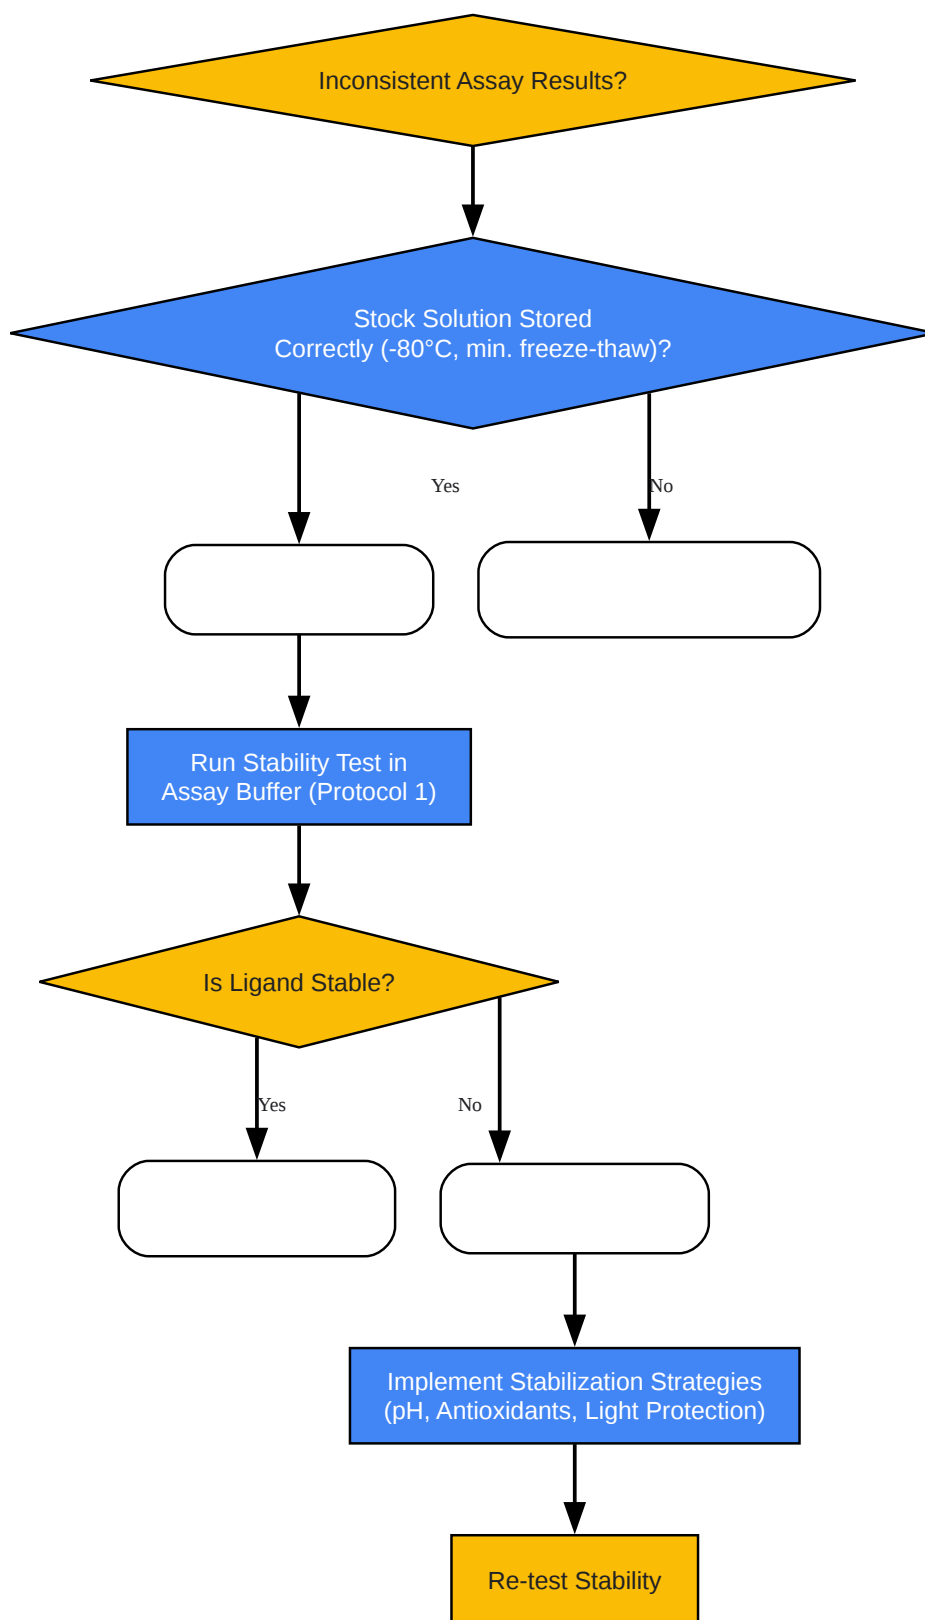 Inconsistent Assay Results?
Stock Solution Stored
Correctly (-80°C, min. freeze-thaw)?
Yes
No
Run Stability Test in
Assay Buffer (Protocol 1)
Is Ligand Stable?
Yes
No
Implement Stabilization Strategies
(pH, Antioxidants, Light Protection)
Re-test Stability